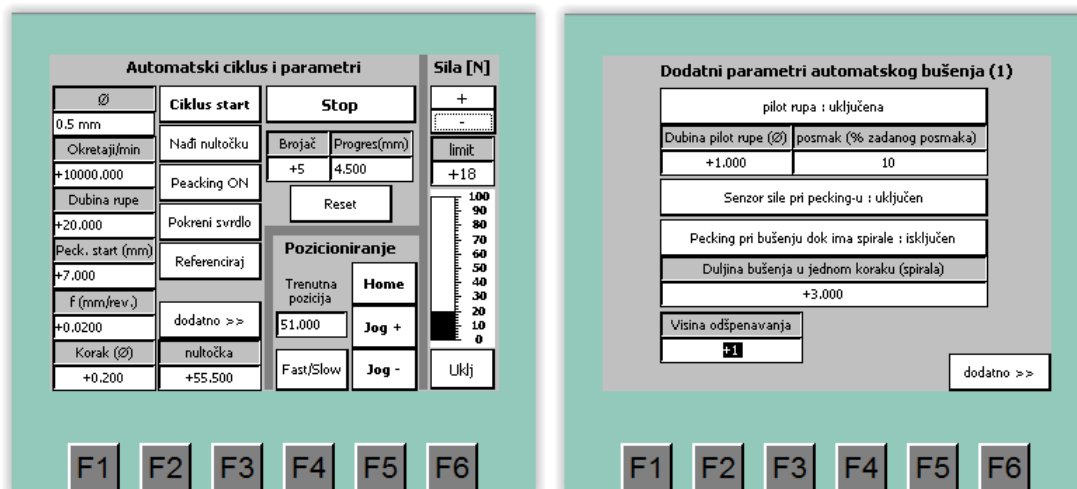 Automatski ciklus i parametri
Sila [N]
Ø
0.5 mm
Okretaji/min
+10000.000
Dubina rupe
+20.000
Peck. start (mm)
+7.000
f (mm/rev.)
+0.0200
Korak (Ø)
+0.200
Ciklus start
Nađi nultočku
Peacking ON
Pokreni svrdlo
Referenciraj
dodatno >>
nultočka
+55.500
Stop
Brojač
Progres(mm)
+5
4.500
Reset
Pozicioniranje
Trenutna
pozicija
51.000
Fast/Slow
Home
Jog +
Jog -
+
-
limit
+18
100
90
80
70
60
50
40
30
20
10
0
Uklj
F1
F2
F3
F4
F5
F6
Dodatni parametri automatskog bušenja (1)
pilot rupa : uključena
Dubina pilot rupe (Ø)
posmak (% zadanog posmaka)
+1.000
10
Senzor sile pri pecking-u : uključen
Pecking pri bušenju dok ima spirale : isključen
Duljina bušenja u jednom koraku (spirala)
+3.000
Visina odšpenavanja
+1
dodatno >>
F1
F2
F3
F4
F5
F6